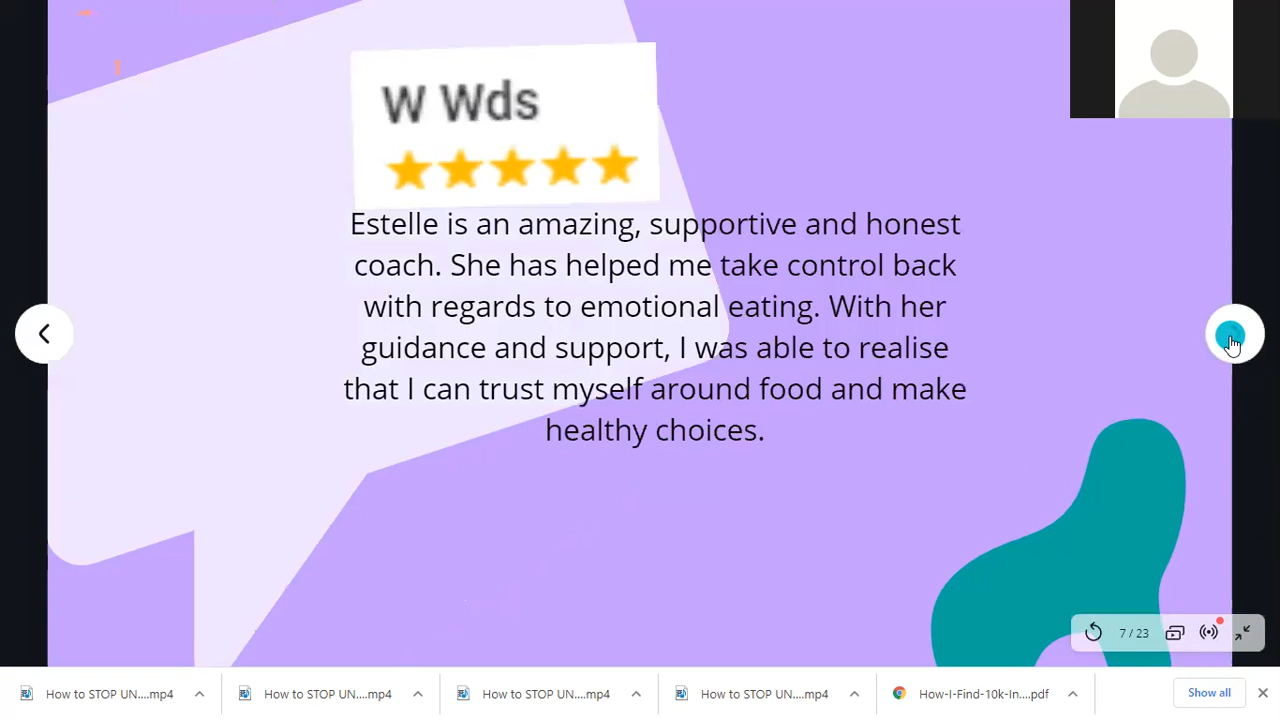 W Wds
Estelle is an amazing, supportive and honest
coach. She has helped me take control back
with regards to emotional eating. With her
guidance and support, I was able to realise
that I can trust myself around food and make
healthy choices.
7 / 23
How to STOP UN....mp4
How to STOP UN....mp4
How to STOP UN....mp4
How to STOP UN....mp4
How-I-Find-10k-In....pdf
Show all